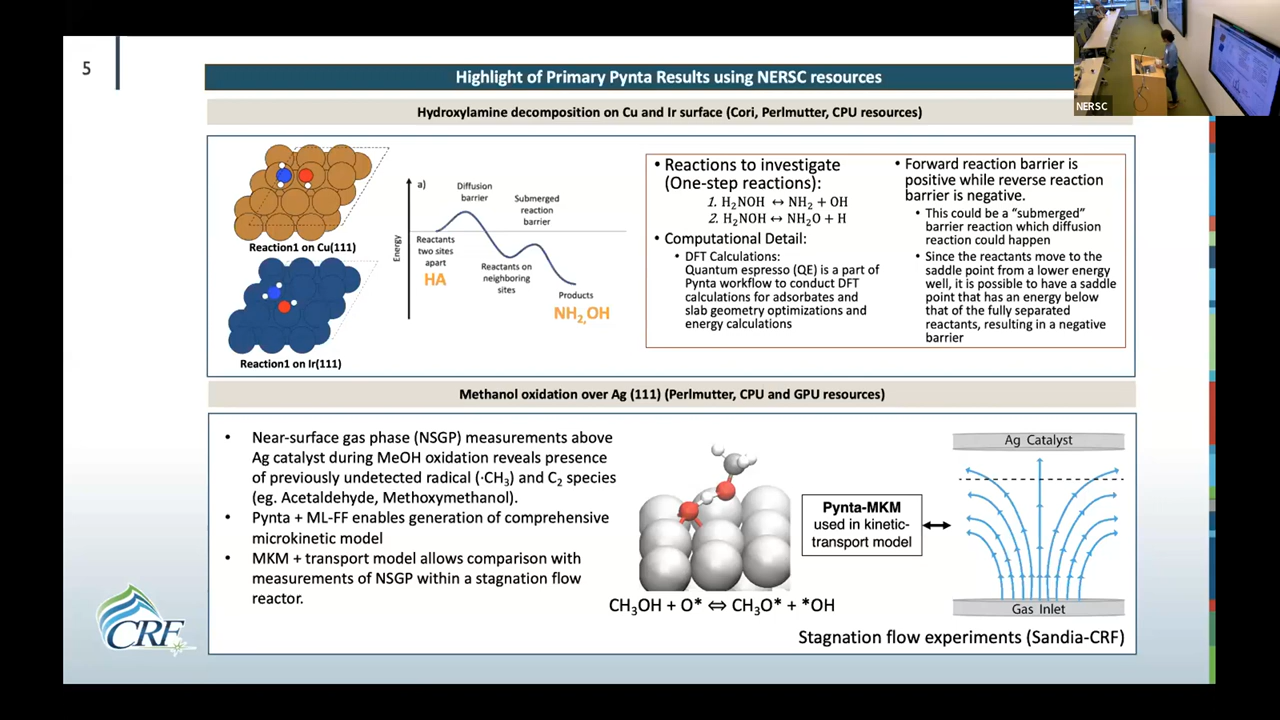 5
Highlight of Primary Pynta Results using NERSC resources
NERSC
Hydroxylamine decomposition on Cu and Ir surface (Cori, Perlmutter, CPU resources)
Reaction1 on Cu(111)
Reaction1 on Ir(111)
a)
Energy
Diffusion
barrier
Submerged
reaction
barrier
Reactants
two sites
apart
HA
Reactants on
neighboring
sites
Products
NH₂,OH
• Reactions to investigate
(One-step reactions):
1. H₂NOH ↔ NH₂ + OH
2. H₂NOH ↔ NH₂O + H
• Computational Detail:
• DFT Calculations:
Quantum espresso (QE) is a part of
Pynta workflow to conduct DFT
calculations for adsorbates and
slab geometry optimizations and
energy calculations
• Forward reaction barrier is
positive while reverse reaction
barrier is negative.
• This could be a “submerged”
barrier reaction which diffusion
reaction could happen
• Since the reactants move to the
saddle point from a lower energy
well, it is possible to have a saddle
point that has an energy below
that of the fully separated
reactants, resulting in a negative
barrier
Methanol oxidation over Ag (111) (Perlmutter, CPU and GPU resources)
• Near-surface gas phase (NSGP) measurements above
Ag catalyst during MeOH oxidation reveals presence
of previously undetected radical (·CH₃) and C₂ species
(eg. Acetaldehyde, Methoxymethanol).
• Pynta + ML-FF enables generation of comprehensive
microkinetic model
• MKM + transport model allows comparison with
measurements of NSGP within a stagnation flow
reactor.
CH₃OH + O* ⇔ CH₃O* + *OH
Pynta-MKM
used in kinetic-
transport model
Ag Catalyst
Gas Inlet
Stagnation flow experiments (Sandia-CRF)
CRF